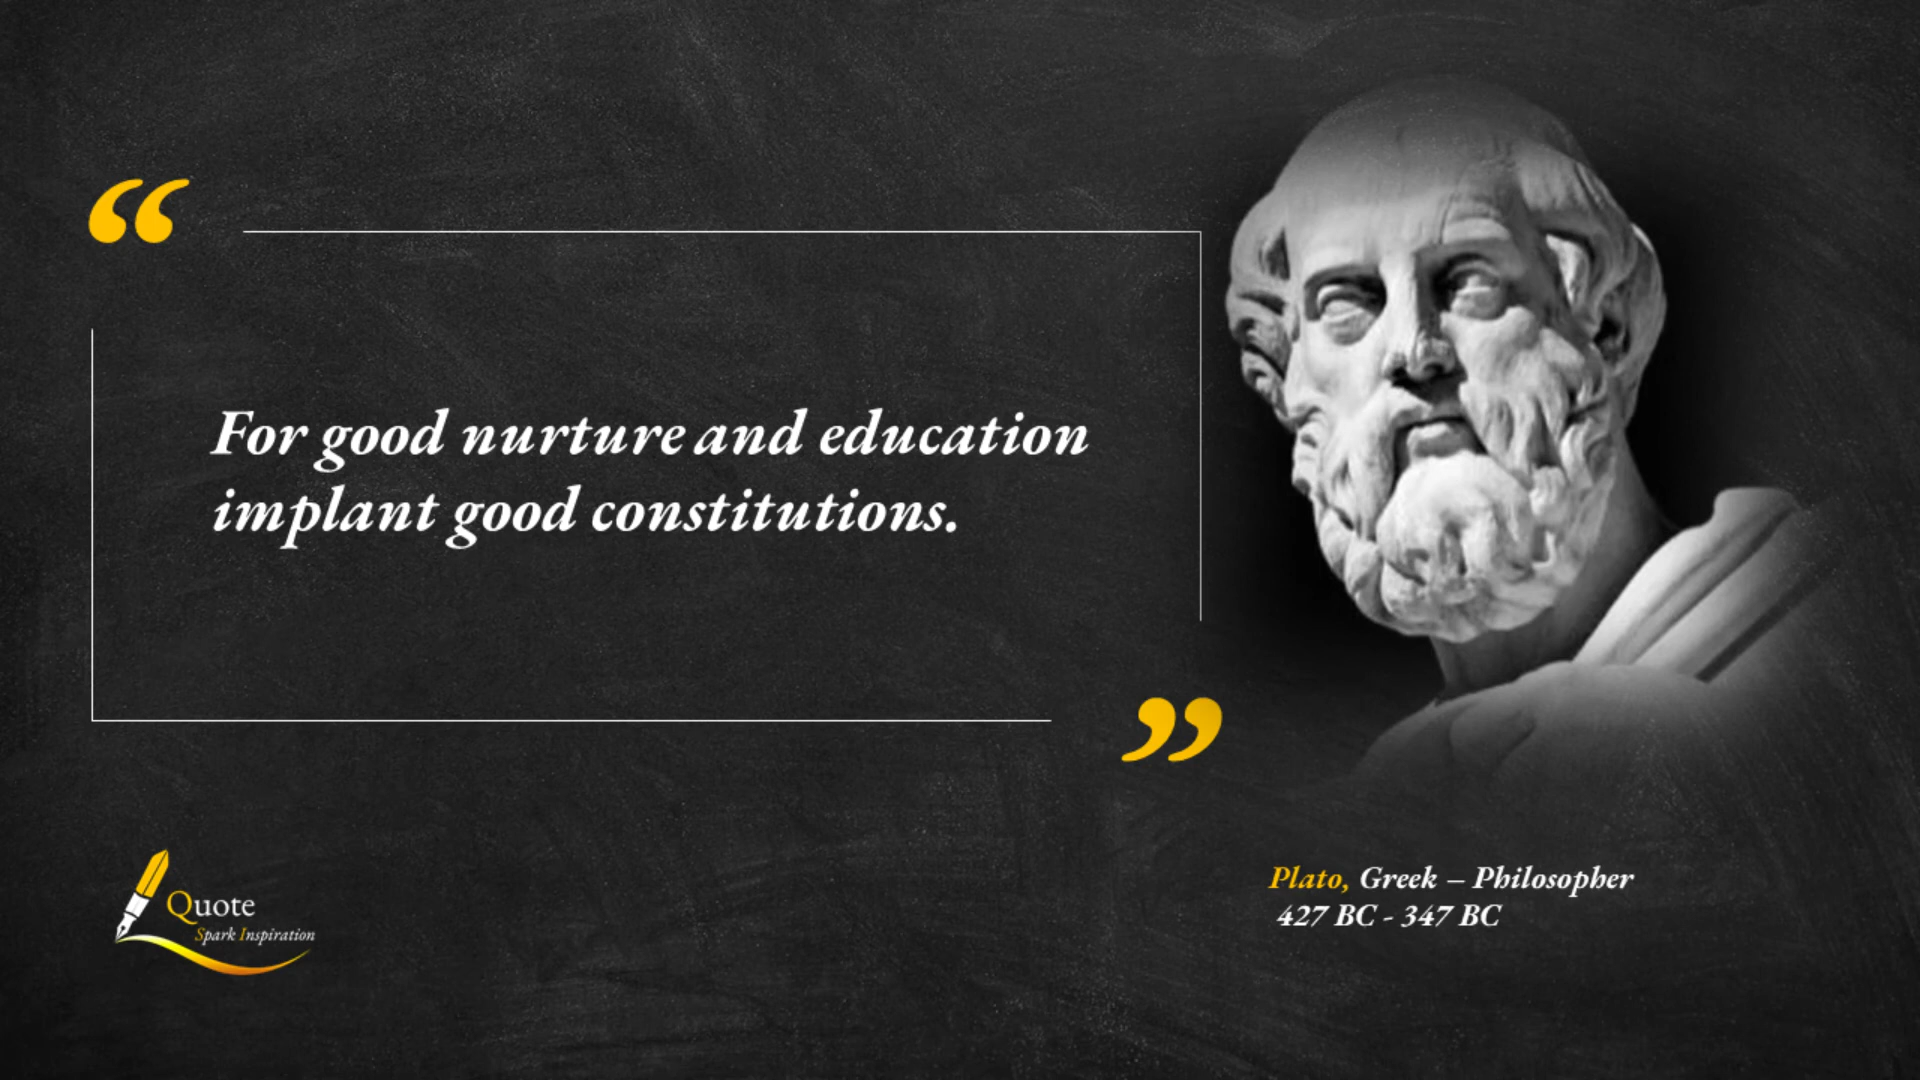 “
For good nurture and education
implant good constitutions.
”
Plato, Greek – Philosopher
427 BC - 347 BC
Quote
Spark Inspiration